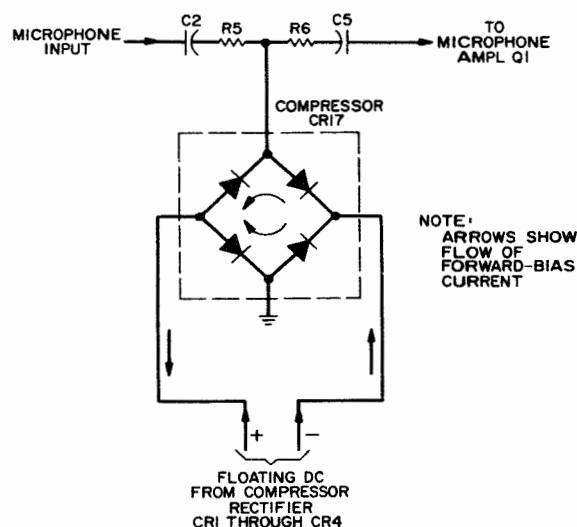 MICROPHONE
INPUT
C2
R5
R6
C5
TO
MICROPHONE
AMPL Q1
COMPRESSOR
CR17
NOTE:
ARROWS SHOW
FLOW OF
FORWARD-BIAS
CURRENT
+
−
FLOATING DC
FROM COMPRESSOR
RECTIFIER
CR1 THROUGH CR4